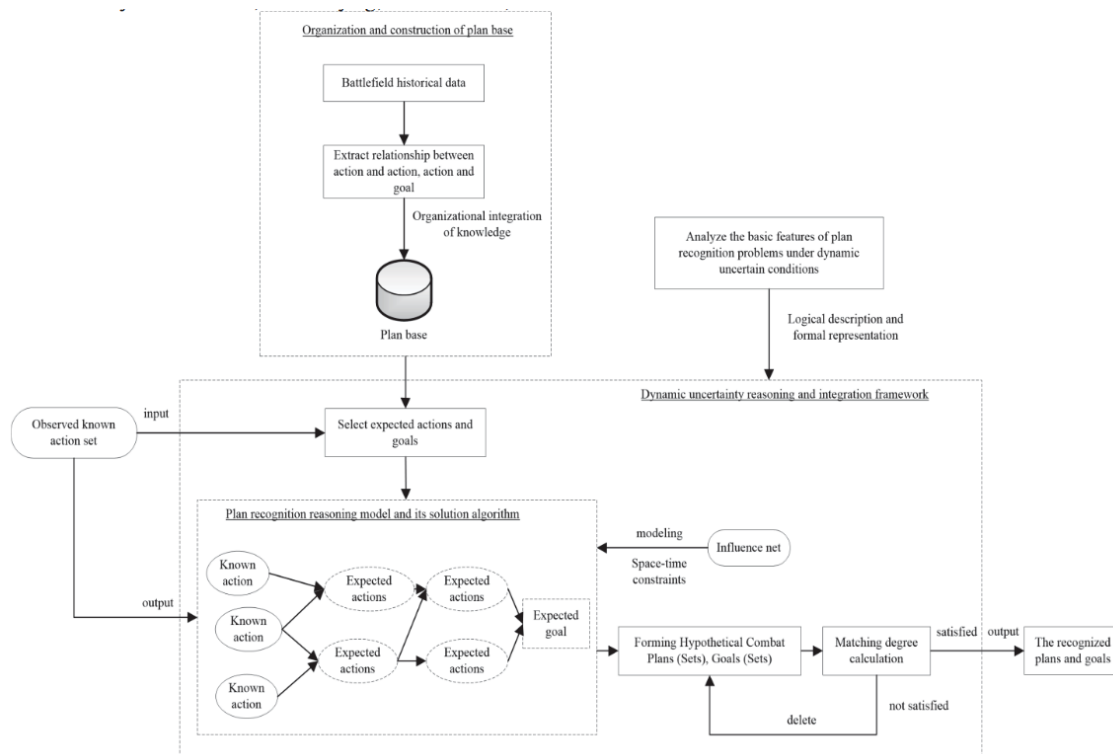 Organization and construction of plan base
Battlefield historical data
Extract relationship between
action and action, action and
goal
Organizational integration
of knowledge
Plan base
Analyze the basic features of plan
recognition problems under dynamic
uncertain conditions
Logical description and
formal representation
Dynamic uncertainty reasoning and integration framework
Observed known
action set
input
Select expected actions and
goals
output
Plan recognition reasoning model and its solution algorithm
Known
action
Known
action
Known
action
Expected
actions
Expected
actions
Expected
actions
Expected
actions
Expected
goal
modeling
Space-time
constraints
Influence net
Forming Hypothetical Combat
Plans (Sets), Goals (Sets)
Matching degree
calculation
satisfied
output
The recognized
plans and goals
not satisfied
delete